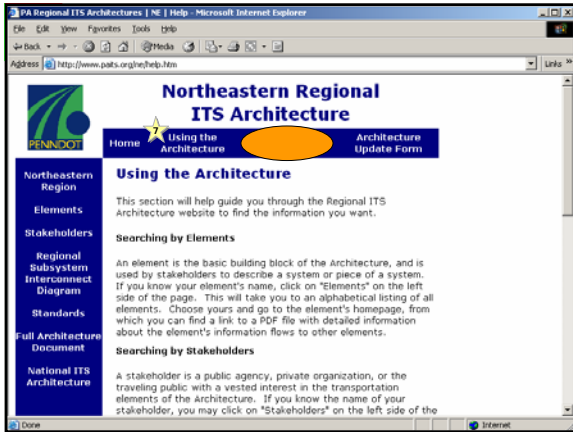 PA Regional ITS Architectures | NE | Help - Microsoft Internet Explorer
File Edit View Favorites Tools Help
Back Media
Address http://www.paits.org/ne/help.htm Links »
Northeastern Regional
ITS Architecture
PENNDOT
Home
7
Using the
Architecture
Architecture
Update Form
Northeastern
Region
Elements
Stakeholders
Regional
Subsystem
Interconnect
Diagram
Standards
Full Architecture
Document
National ITS
Architecture
Using the Architecture
This section will help guide you through the Regional ITS
Architecture website to find the information you want.
Searching by Elements
An element is the basic building block of the Architecture, and is
used by stakeholders to describe a system or piece of a system.
If you know your element's name, click on "Elements" on the left
side of the page. This will take you to an alphabetical listing of all
elements. Choose yours and go to the element's homepage, from
which you can find a link to a PDF file with detailed information
about the element's information flows to other elements.
Searching by Stakeholders
A stakeholder is a public agency, private organization, or the
traveling public with a vested interest in the transportation
elements of the Architecture. If you know the name of your
stakeholder, you may click on "Stakeholders" on the left side of the
Done Internet